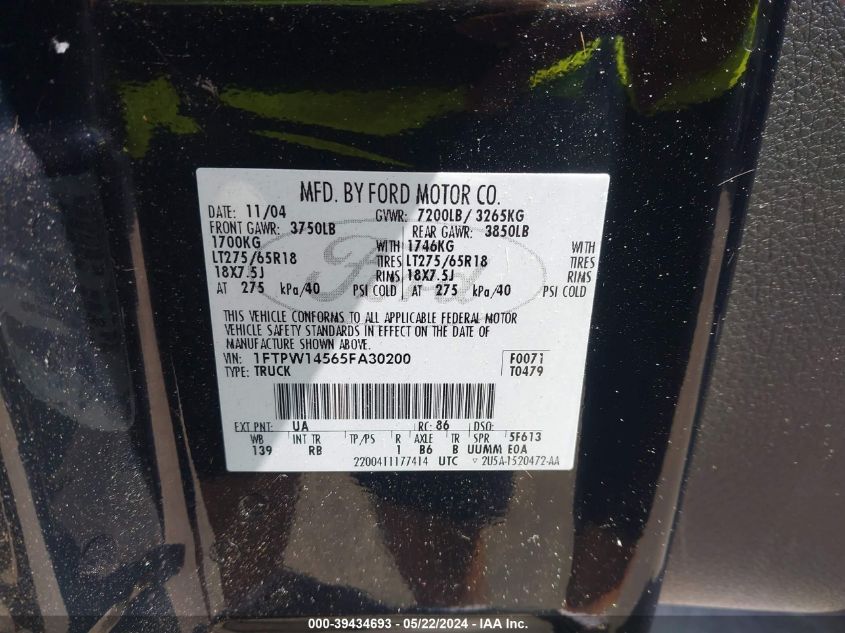 MFD. BY FORD MOTOR CO.
DATE: 11/04 GVWR: 7200LB/ 3265KG
FRONT GAWR: 3750LB REAR GAWR: 3850LB
1700KG WITH 1746KG WITH
LT275/65R18 TIRES LT275/65R18 TIRES
18X7.5J RIMS 18X7.5J RIMS
AT 275 kPa/40 PSI COLD AT 275 kPa/40 PSI COLD
Ford
THIS VEHICLE CONFORMS TO ALL APPLICABLE FEDERAL MOTOR
VEHICLE SAFETY STANDARDS IN EFFECT ON THE DATE OF
MANUFACTURE SHOWN ABOVE.
VIN: 1FTPW14565FA30200 F0071
TYPE: TRUCK T0479
EXT PNT: UA RC: 86 DSO:
WB INT TR TP/PS R AXLE TR SPR 5F613
139 RB 1 B6 B UUMM E0A
2200411177414 UTC 2U5A-1520472-AA
000-39434693 - 05/22/2024 - IAA Inc.